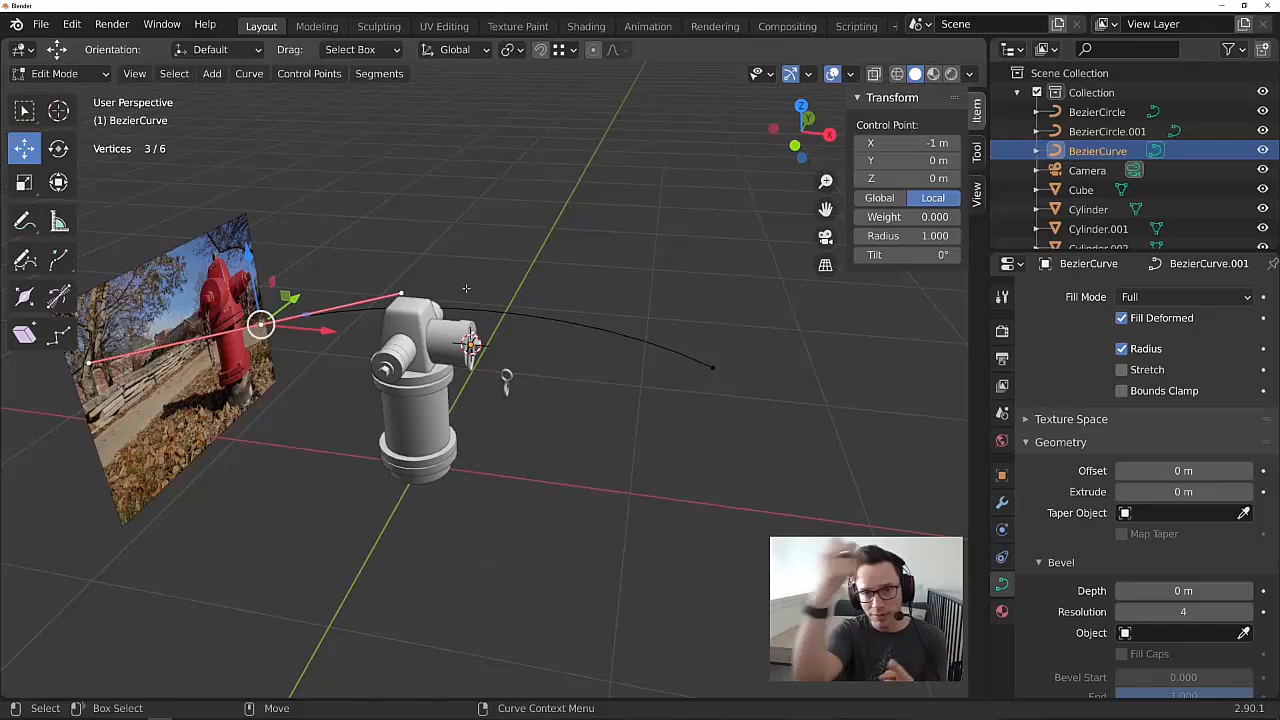 Blender
File Edit Render Window Help
Layout Modeling Sculpting UV Editing Texture Paint Shading Animation Rendering Compositing Scripting
Scene
View Layer
Orientation: Default Drag: Select Box Global
Edit Mode View Select Add Curve Control Points Segments
User Perspective
(1) BezierCurve
Vertices 3/6
Z
Y
X
Transform
Control Point:
X -1 m
Y 0 m
Z 0 m
Global Local
Weight 0.000
Radius 1.000
Tilt 0°
Item
Tool
View
Scene Collection
Collection
BezierCircle
BezierCircle.001
BezierCurve
Camera
Cube
Cylinder
Cylinder.001
Cylinder.002
BezierCurve BezierCurve.001
Fill Mode Full
Fill Deformed
Radius
Stretch
Bounds Clamp
Texture Space
Geometry
Offset 0 m
Extrude 0 m
Taper Object
Map Taper
Bevel
Depth 0 m
Resolution 4
Object
Fill Caps
Bevel Start 0.000
End 1.000
Select Box Select Move Curve Context Menu 2.90.1